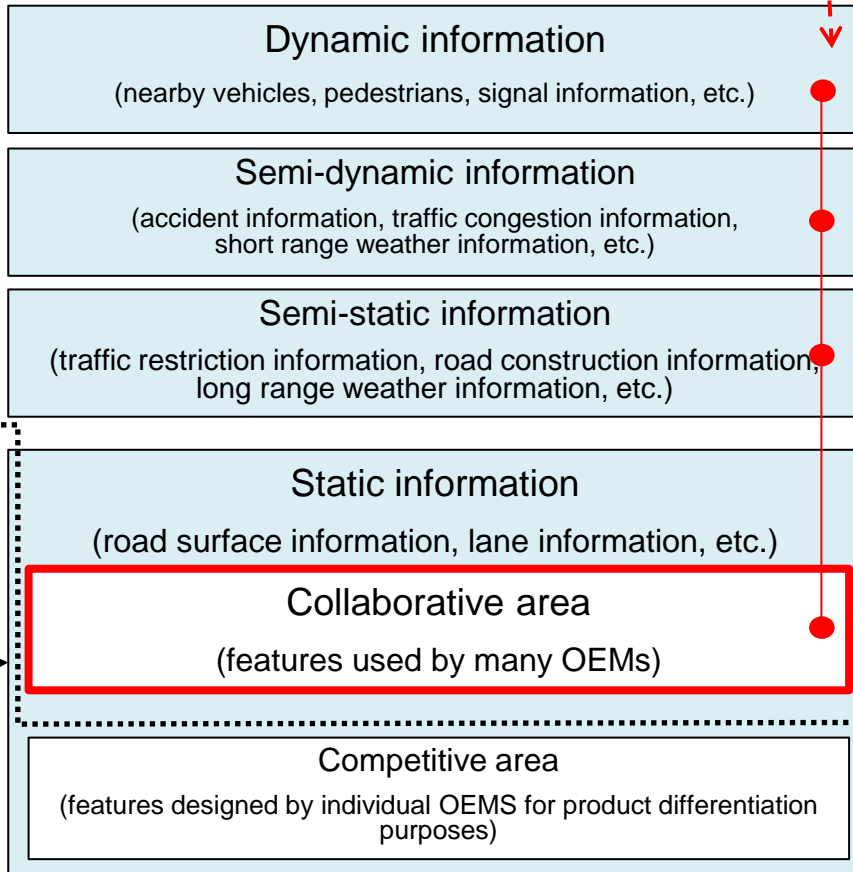 Dynamic information
(nearby vehicles, pedestrians, signal information, etc.)
Semi-dynamic information
(accident information, traffic congestion information,
short range weather information, etc.)
Semi-static information
(traffic restriction information, road construction information,
long range weather information, etc.)
Static information
(road surface information, lane information, etc.)
Collaborative area
(features used by many OEMs)
Competitive area
(features designed by individual OEMS for product differentiation
purposes)